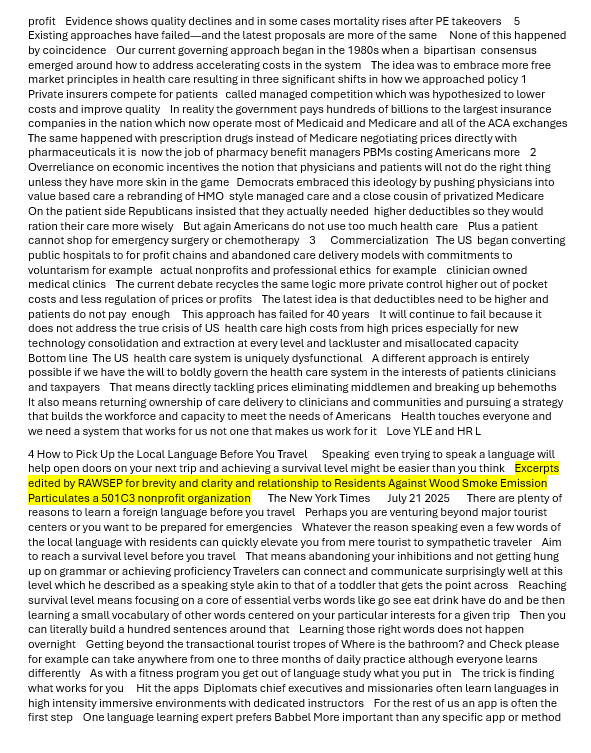 profit    Evidence shows quality declines and in some cases mortality rises after PE takeovers    5
Existing approaches have failed—and the latest proposals are more of the same    None of this happened
by coincidence    Our current governing approach began in the 1980s when a  bipartisan  consensus
emerged around how to address accelerating costs in the system    The idea was to embrace more free
market principles in health care resulting in three significant shifts in how we approached policy 1
Private insurers compete for patients   called managed competition which was hypothesized to lower
costs and improve quality    In reality the government pays hundreds of billions to the largest insurance
companies in the nation which now operate most of Medicaid and Medicare and all of the ACA exchanges
The same happened with prescription drugs instead of Medicare negotiating prices directly with
pharmaceuticals it is  now the job of pharmacy benefit managers PBMs costing Americans more    2
Overreliance on economic incentives the notion that physicians and patients will not do the right thing
unless they have more skin in the game   Democrats embraced this ideology by pushing physicians into
value based care a rebranding of HMO  style managed care and a close cousin of privatized Medicare
On the patient side Republicans insisted that they actually needed  higher deductibles so they would
ration their care more wisely    But again Americans do not use too much health care    Plus a patient
cannot shop for emergency surgery or chemotherapy    3     Commercialization   The US  began converting
public hospitals to for profit chains and abandoned care delivery models with commitments to
voluntarism for example   actual nonprofits and professional ethics  for example    clinician owned
medical clinics    The current debate recycles the same logic more private control higher out of pocket
costs and less regulation of prices or profits    The latest idea is that deductibles need to be higher and
patients do not pay  enough    This approach has failed for 40 years    It will continue to fail because it
does not address the true crisis of US  health care high costs from high prices especially for new
technology consolidation and extraction at every level and lackluster and misallocated capacity
Bottom line  The US  health care system is uniquely dysfunctional    A different approach is entirely
possible if we have the will to boldly govern the health care system in the interests of patients clinicians
and taxpayers    That means directly tackling prices eliminating middlemen and breaking up behemoths
It also means returning ownership of care delivery to clinicians and communities and pursuing a strategy
that builds the workforce and capacity to meet the needs of Americans    Health touches everyone and
we need a system that works for us not one that makes us work for it    Love YLE and HR L
4 How to Pick Up the Local Language Before You Travel     Speaking  even trying to speak a language will
help open doors on your next trip and achieving a survival level might be easier than you think    Excerpts
edited by RAWSEP for brevity and clarity and relationship to Residents Against Wood Smoke Emission
Particulates a 501C3 nonprofit organization      The New York Times      July 21 2025      There are plenty of
reasons to learn a foreign language before you travel    Perhaps you are venturing beyond major tourist
centers or you want to be prepared for emergencies    Whatever the reason speaking even a few words of
the local language with residents can quickly elevate you from mere tourist to sympathetic traveler    Aim
to reach a survival level before you travel    That means abandoning your inhibitions and not getting hung
up on grammar or achieving proficiency Travelers can connect and communicate surprisingly well at this
level which he described as a speaking style akin to that of a toddler that gets the point across    Reaching
survival level means focusing on a core of essential verbs words like go see eat drink have do and be then
learning a small vocabulary of other words centered on your particular interests for a given trip    Then you
can literally build a hundred sentences around that    Learning those right words does not happen
overnight    Getting beyond the transactional tourist tropes of Where is the bathroom? and Check please
for example can take anywhere from one to three months of daily practice although everyone learns
differently    As with a fitness program you get out of language study what you put in    The trick is finding
what works for you    Hit the apps  Diplomats chief executives and missionaries often learn languages in
high intensity immersive environments with dedicated instructors    For the rest of us an app is often the
first step    One language learning expert prefers Babbel More important than any specific app or method